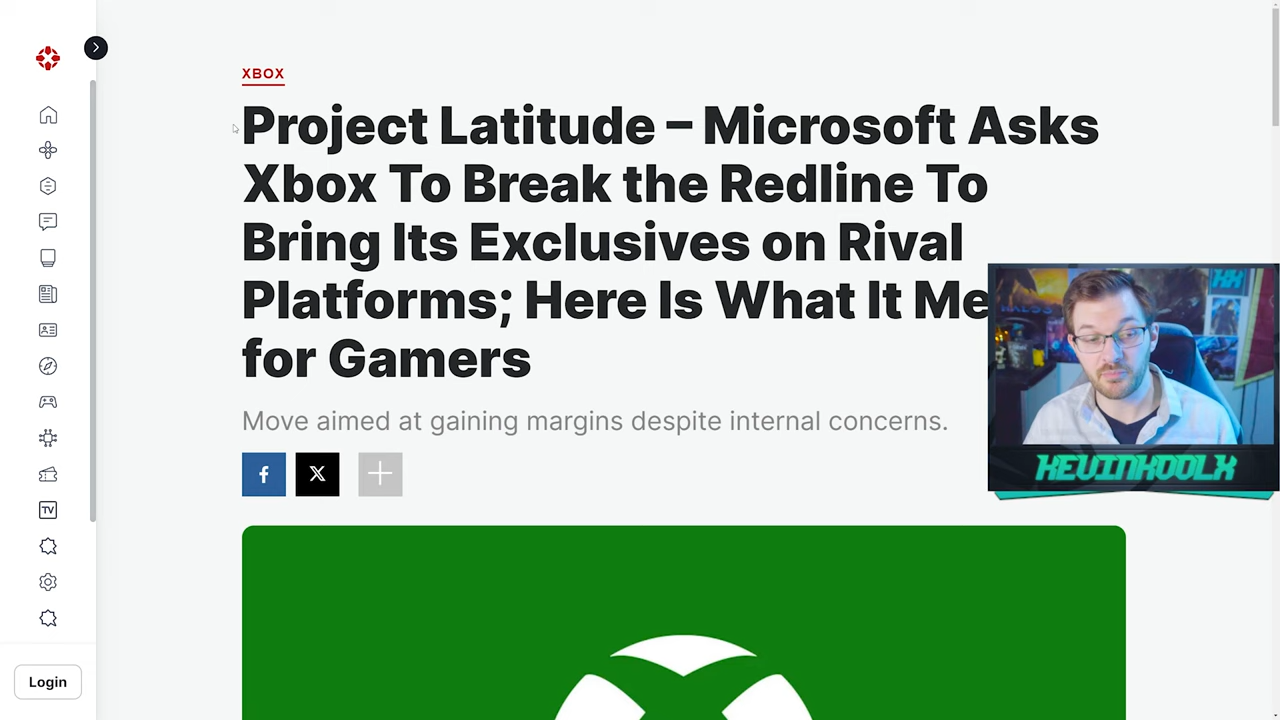 XBOX
Project Latitude – Microsoft Asks
Xbox To Break the Redline To
Bring Its Exclusives on Rival
Platforms; Here Is What It Me
for Gamers
Move aimed at gaining margins despite internal concerns.
f
X
TV
KEVINKOOLX
Login